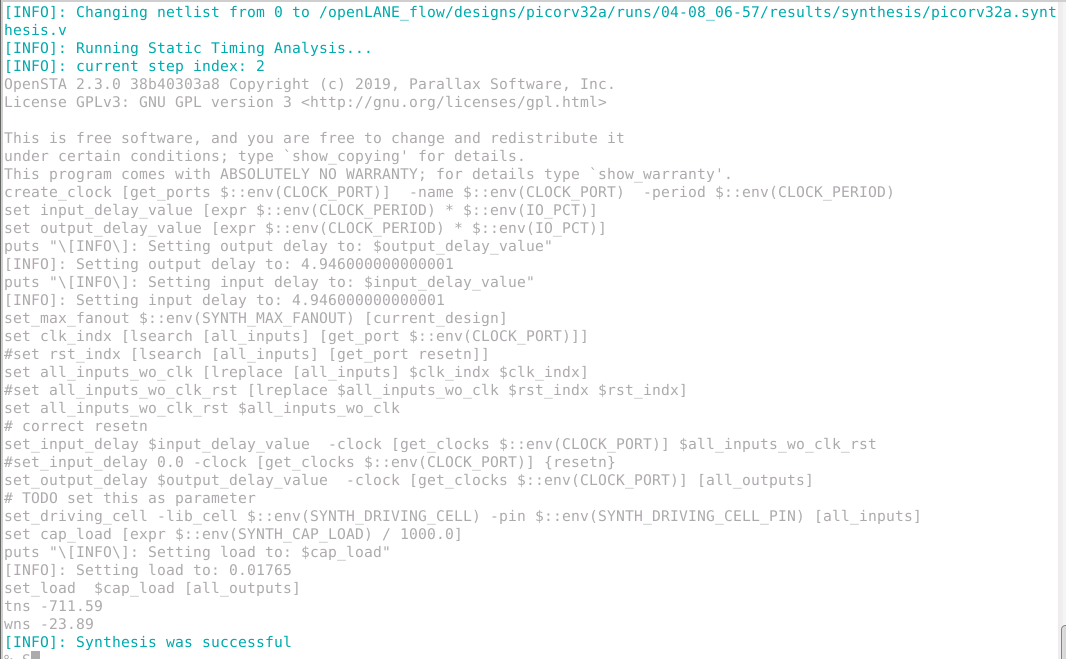 [INFO]: Changing netlist from 0 to /openLANE_flow/designs/picorv32a/runs/04-08_06-57/results/synthesis/picorv32a.synt
hesis.v
[INFO]: Running Static Timing Analysis...
[INFO]: current step index: 2
OpenSTA 2.3.0 38b40303a8 Copyright (c) 2019, Parallax Software, Inc.
License GPLv3: GNU GPL version 3 <http://gnu.org/licenses/gpl.html>
This is free software, and you are free to change and redistribute it
under certain conditions; type `show_copying' for details.
This program comes with ABSOLUTELY NO WARRANTY; for details type `show_warranty'.
create_clock [get_ports $::env(CLOCK_PORT)]  -name $::env(CLOCK_PORT)  -period $::env(CLOCK_PERIOD)
set input_delay_value [expr $::env(CLOCK_PERIOD) * $::env(IO_PCT)]
set output_delay_value [expr $::env(CLOCK_PERIOD) * $::env(IO_PCT)]
puts "\[INFO\]: Setting output delay to: $output_delay_value"
[INFO]: Setting output delay to: 4.946000000000001
puts "\[INFO\]: Setting input delay to: $input_delay_value"
[INFO]: Setting input delay to: 4.946000000000001
set_max_fanout $::env(SYNTH_MAX_FANOUT) [current_design]
set clk_indx [lsearch [all_inputs] [get_port $::env(CLOCK_PORT)]]
#set rst_indx [lsearch [all_inputs] [get_port resetn]]
set all_inputs_wo_clk [lreplace [all_inputs] $clk_indx $clk_indx]
#set all_inputs_wo_clk_rst [lreplace $all_inputs_wo_clk $rst_indx $rst_indx]
set all_inputs_wo_clk_rst $all_inputs_wo_clk
# correct resetn
set_input_delay $input_delay_value  -clock [get_clocks $::env(CLOCK_PORT)] $all_inputs_wo_clk_rst
#set_input_delay 0.0 -clock [get_clocks $::env(CLOCK_PORT)] {resetn}
set_output_delay $output_delay_value  -clock [get_clocks $::env(CLOCK_PORT)] [all_outputs]
# TODO set this as parameter
set_driving_cell -lib_cell $::env(SYNTH_DRIVING_CELL) -pin $::env(SYNTH_DRIVING_CELL_PIN) [all_inputs]
set cap_load [expr $::env(SYNTH_CAP_LOAD) / 1000.0]
puts "\[INFO\]: Setting load to: $cap_load"
[INFO]: Setting load to: 0.01765
set_load  $cap_load [all_outputs]
tns -711.59
wns -23.89
[INFO]: Synthesis was successful